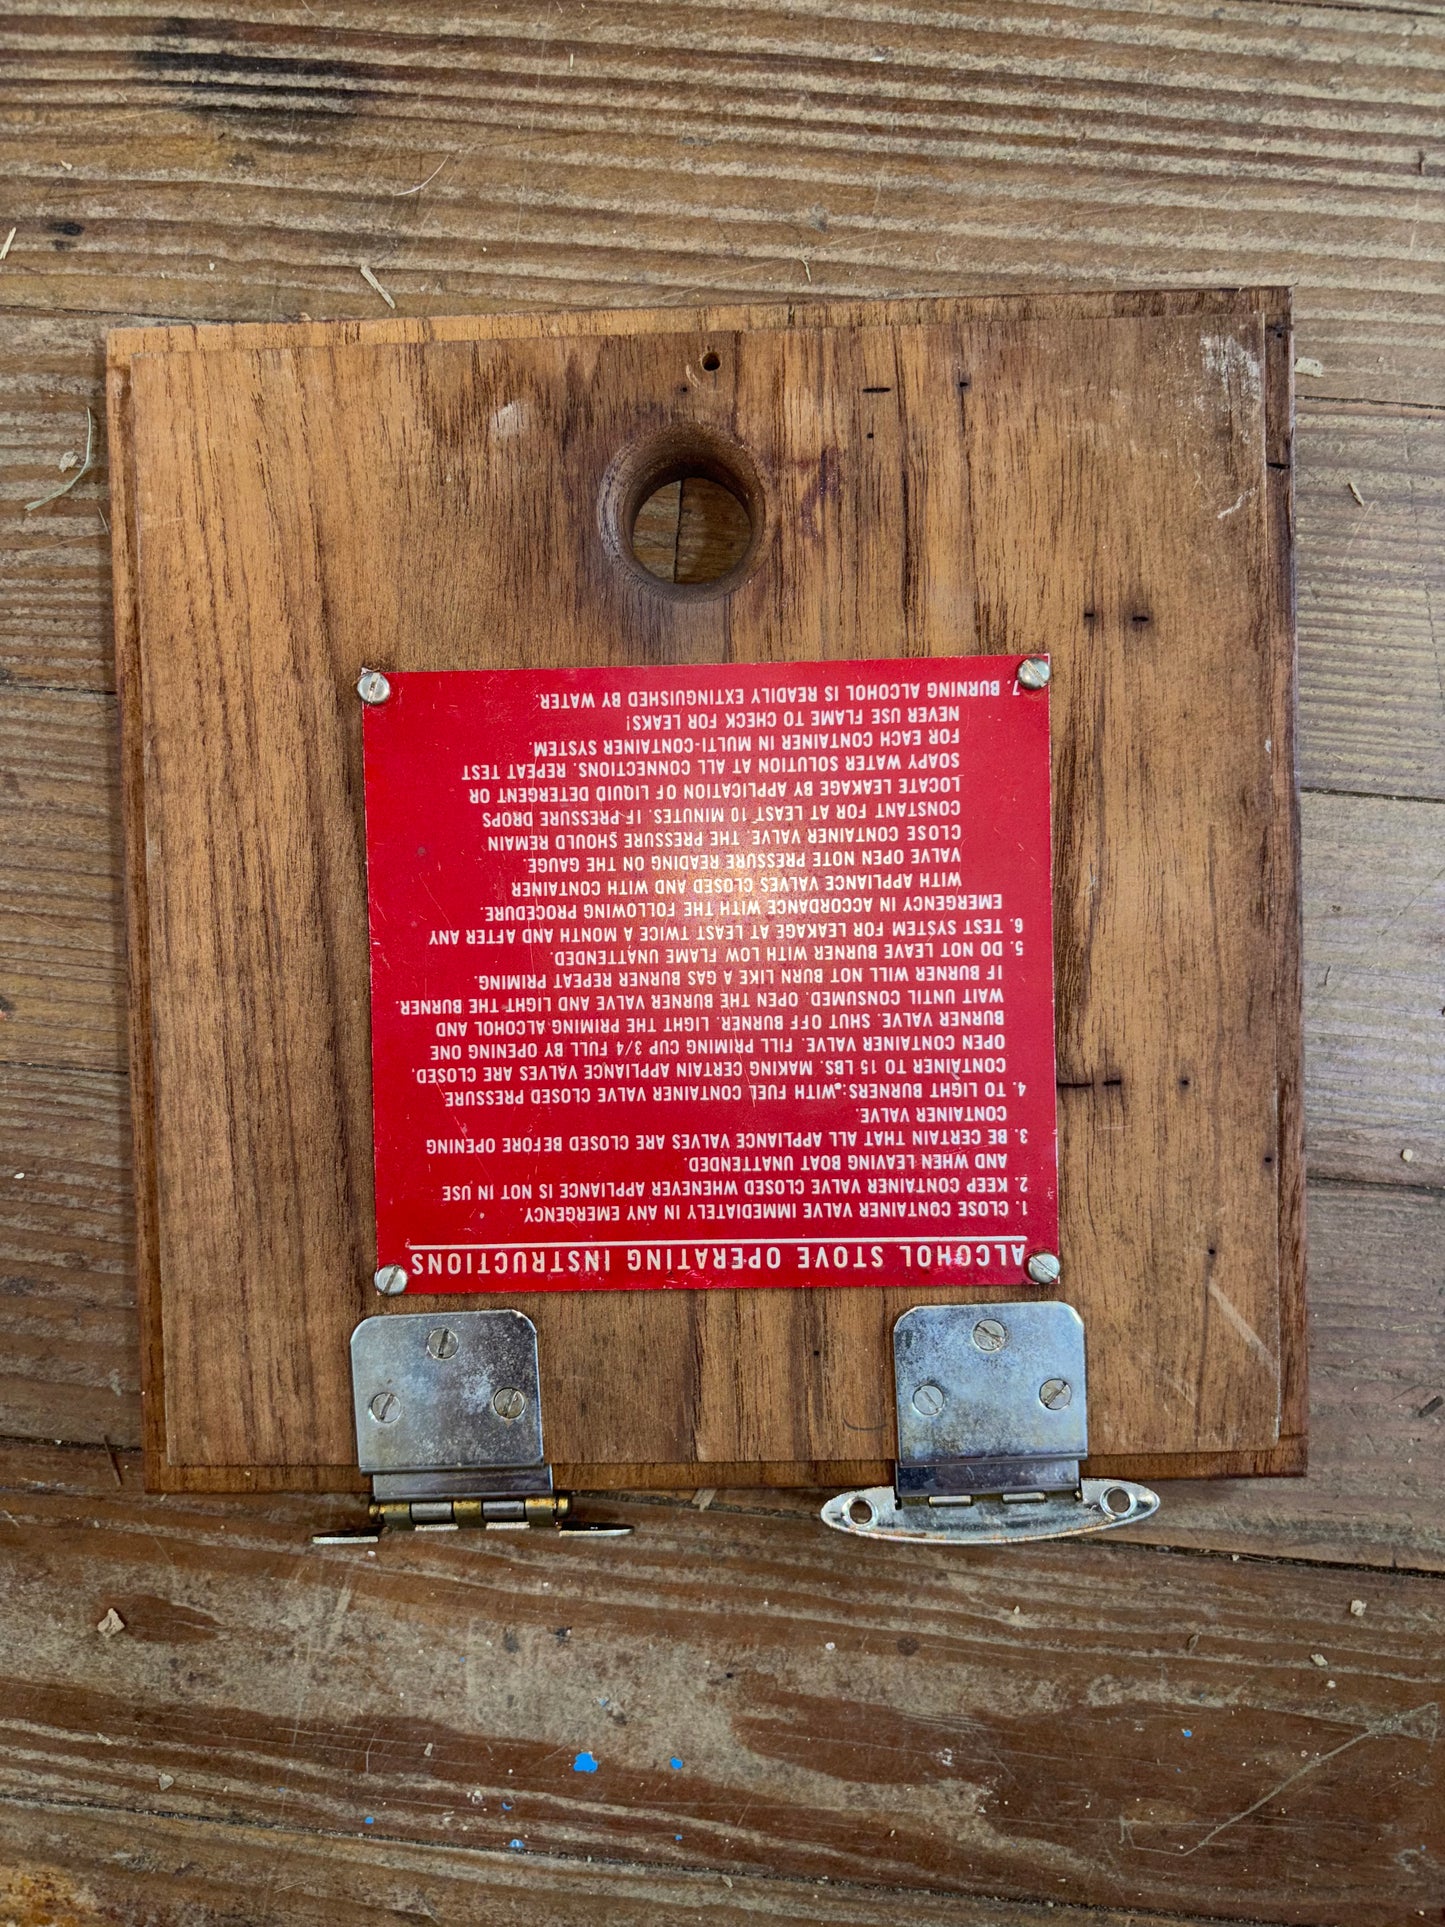 ALCOHOL STOVE OPERATING INSTRUCTIONS
1. CLOSE CONTAINER VALVE IMMEDIATELY IN ANY EMERGENCY.
2. KEEP CONTAINER VALVE CLOSED WHENEVER APPLIANCE IS NOT IN USE
AND WHEN LEAVING BOAT UNATTENDED.
3. BE CERTAIN THAT ALL APPLIANCE VALVES ARE CLOSED BEFORE OPENING
CONTAINER VALVE.
4. TO LIGHT BURNERS: WITH FUEL CONTAINER VALVE CLOSED PRESSURE
CONTAINER TO 15 LBS. MAKING CERTAIN APPLIANCE VALVES ARE CLOSED,
OPEN CONTAINER VALVE. FILL PRIMING CUP 3/4 FULL BY OPENING ONE
BURNER VALVE. SHUT OFF BURNER. LIGHT THE PRIMING ALCOHOL AND
WAIT UNTIL CONSUMED. OPEN THE BURNER VALVE AND LIGHT THE BURNER.
IF BURNER WILL NOT BURN LIKE A GAS BURNER REPEAT PRIMING.
5. DO NOT LEAVE BURNER WITH LOW FLAME UNATTENDED.
6. TEST SYSTEM FOR LEAKAGE AT LEAST TWICE A MONTH AND AFTER ANY
EMERGENCY IN ACCORDANCE WITH THE FOLLOWING PROCEDURE.
WITH APPLIANCE VALVES CLOSED AND WITH CONTAINER
VALVE OPEN NOTE PRESSURE READING ON THE GAUGE.
CLOSE CONTAINER VALVE. THE PRESSURE SHOULD REMAIN
CONSTANT FOR AT LEAST 10 MINUTES. IF PRESSURE DROPS
LOCATE LEAKAGE BY APPLICATION OF LIQUID DETERGENT OR
SOAPY WATER SOLUTION AT ALL CONNECTIONS. REPEAT TEST
FOR EACH CONTAINER IN MULTI-CONTAINER SYSTEM.
NEVER USE FLAME TO CHECK FOR LEAKS!
7. BURNING ALCOHOL IS READILY EXTINGUISHED BY WATER.